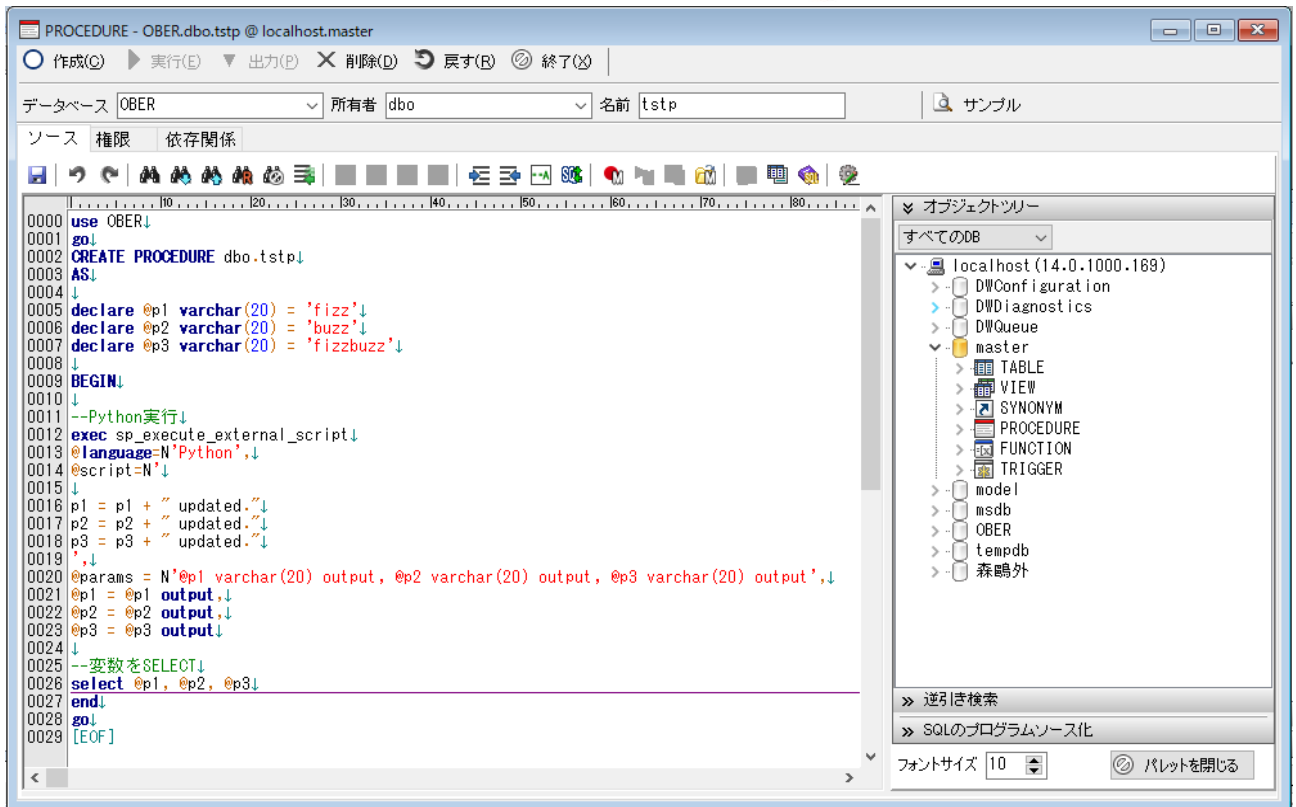 PROCEDURE - OBER.dbo.tstp @ localhost.master
作成(C) 実行(E) 出力(P) 削除(D) 戻す(R) 終了(X)
データベース OBER 所有者 dbo 名前 tstp サンプル
ソース 権限 依存関係
|........|10.......|20.......|30.......|40.......|50.......|60.......|70.......|80.......
0000 use OBER↓
0001 go↓
0002 CREATE PROCEDURE dbo.tstp↓
0003 AS↓
0004 ↓
0005 declare @p1 varchar(20) = 'fizz'↓
0006 declare @p2 varchar(20) = 'buzz'↓
0007 declare @p3 varchar(20) = 'fizzbuzz'↓
0008 ↓
0009 BEGIN↓
0010 ↓
0011 --Python実行↓
0012 exec sp_execute_external_script↓
0013 @language=N'Python',↓
0014 @script=N'↓
0015 ↓
0016 p1 = p1 + " updated."↓
0017 p2 = p2 + " updated."↓
0018 p3 = p3 + " updated."↓
0019 ',↓
0020 @params = N'@p1 varchar(20) output, @p2 varchar(20) output, @p3 varchar(20) output',↓
0021 @p1 = @p1 output,↓
0022 @p2 = @p2 output,↓
0023 @p3 = @p3 output↓
0024 ↓
0025 --変数をSELECT↓
0026 select @p1, @p2, @p3↓
0027 end↓
0028 go↓
0029 [EOF]
オブジェクトツリー
すべてのDB
localhost(14.0.1000.169)
DWConfiguration
DWDiagnostics
DWQueue
master
TABLE
VIEW
SYNONYM
PROCEDURE
FUNCTION
TRIGGER
model
msdb
OBER
tempdb
森鴎外
逆引き検索
SQLのプログラムソース化
フォントサイズ 10 パレットを閉じる